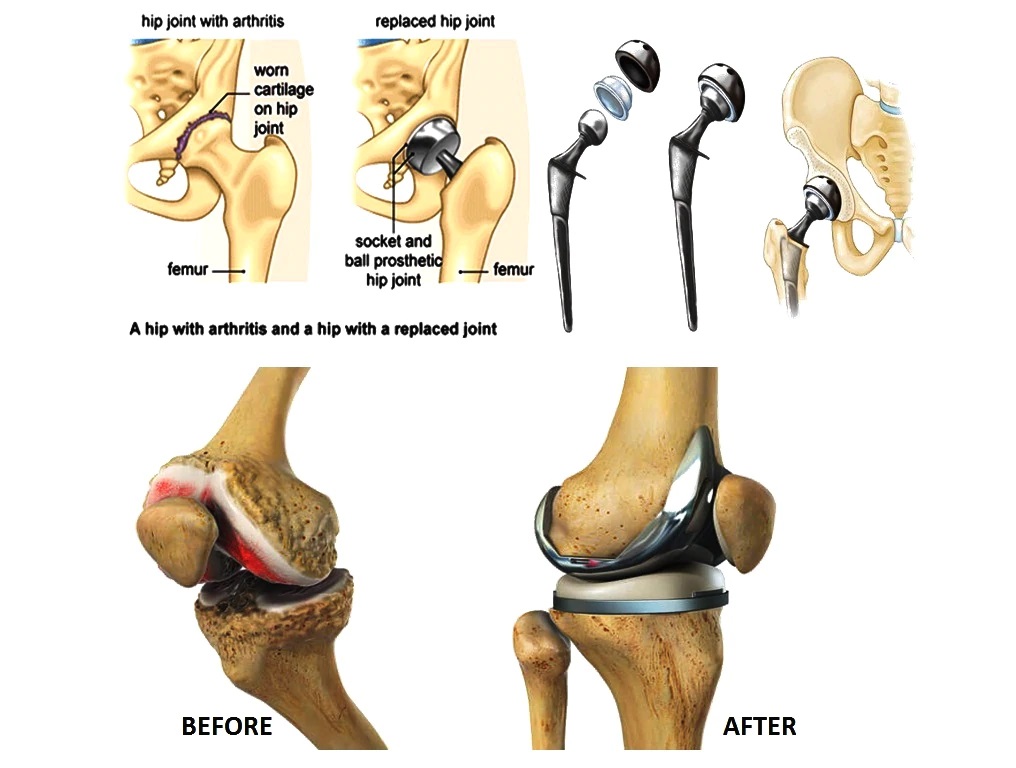 hip joint with arthritis
replaced hip joint
worn
cartilage
on hip
joint
femur
socket and
ball prosthetic
hip joint
femur
A hip with arthritis and a hip with a replaced joint
BEFORE
AFTER